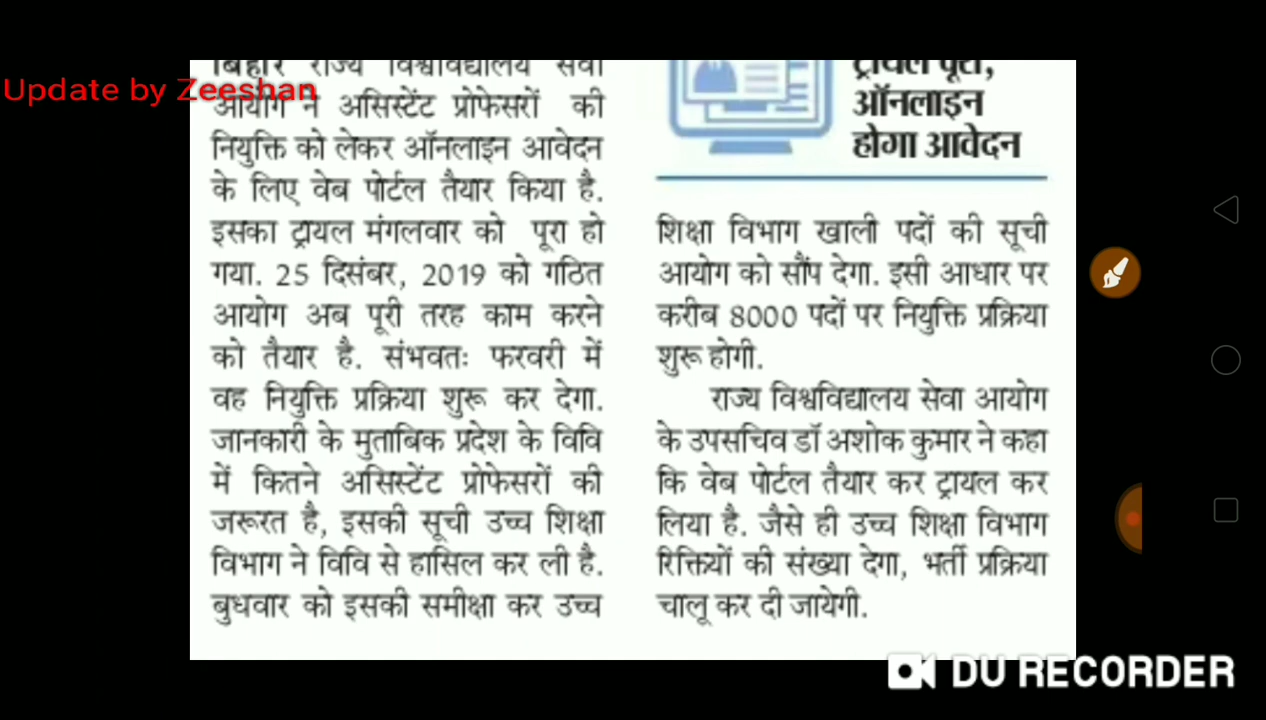 Update by Zeeshan
बिहार राज्य विश्वविद्यालय सेवा
आयोग ने असिस्टेंट प्रोफेसरों की
नियुक्ति को लेकर ऑनलाइन आवेदन
के लिए वेब पोर्टल तैयार किया है.
इसका ट्रायल मंगलवार को पूरा हो
गया. 25 दिसंबर, 2019 को गठित
आयोग अब पूरी तरह काम करने
को तैयार है. संभवतः फरवरी में
वह नियुक्ति प्रक्रिया शुरू कर देगा.
जानकारी के मुताबिक प्रदेश के विवि
में कितने असिस्टेंट प्रोफेसरों की
जरूरत है, इसकी सूची उच्च शिक्षा
विभाग ने विवि से हासिल कर ली है.
बुधवार को इसकी समीक्षा कर उच्च
ट्रायल पूरा,
ऑनलाइन
होगा आवेदन
शिक्षा विभाग खाली पदों की सूची
आयोग को सौंप देगा. इसी आधार पर
करीब 8000 पदों पर नियुक्ति प्रक्रिया
शुरू होगी.
राज्य विश्वविद्यालय सेवा आयोग
के उपसचिव डॉ अशोक कुमार ने कहा
कि वेब पोर्टल तैयार कर ट्रायल कर
लिया है. जैसे ही उच्च शिक्षा विभाग
रिक्तियों की संख्या देगा, भर्ती प्रक्रिया
चालू कर दी जायेगी.
DU RECORDER